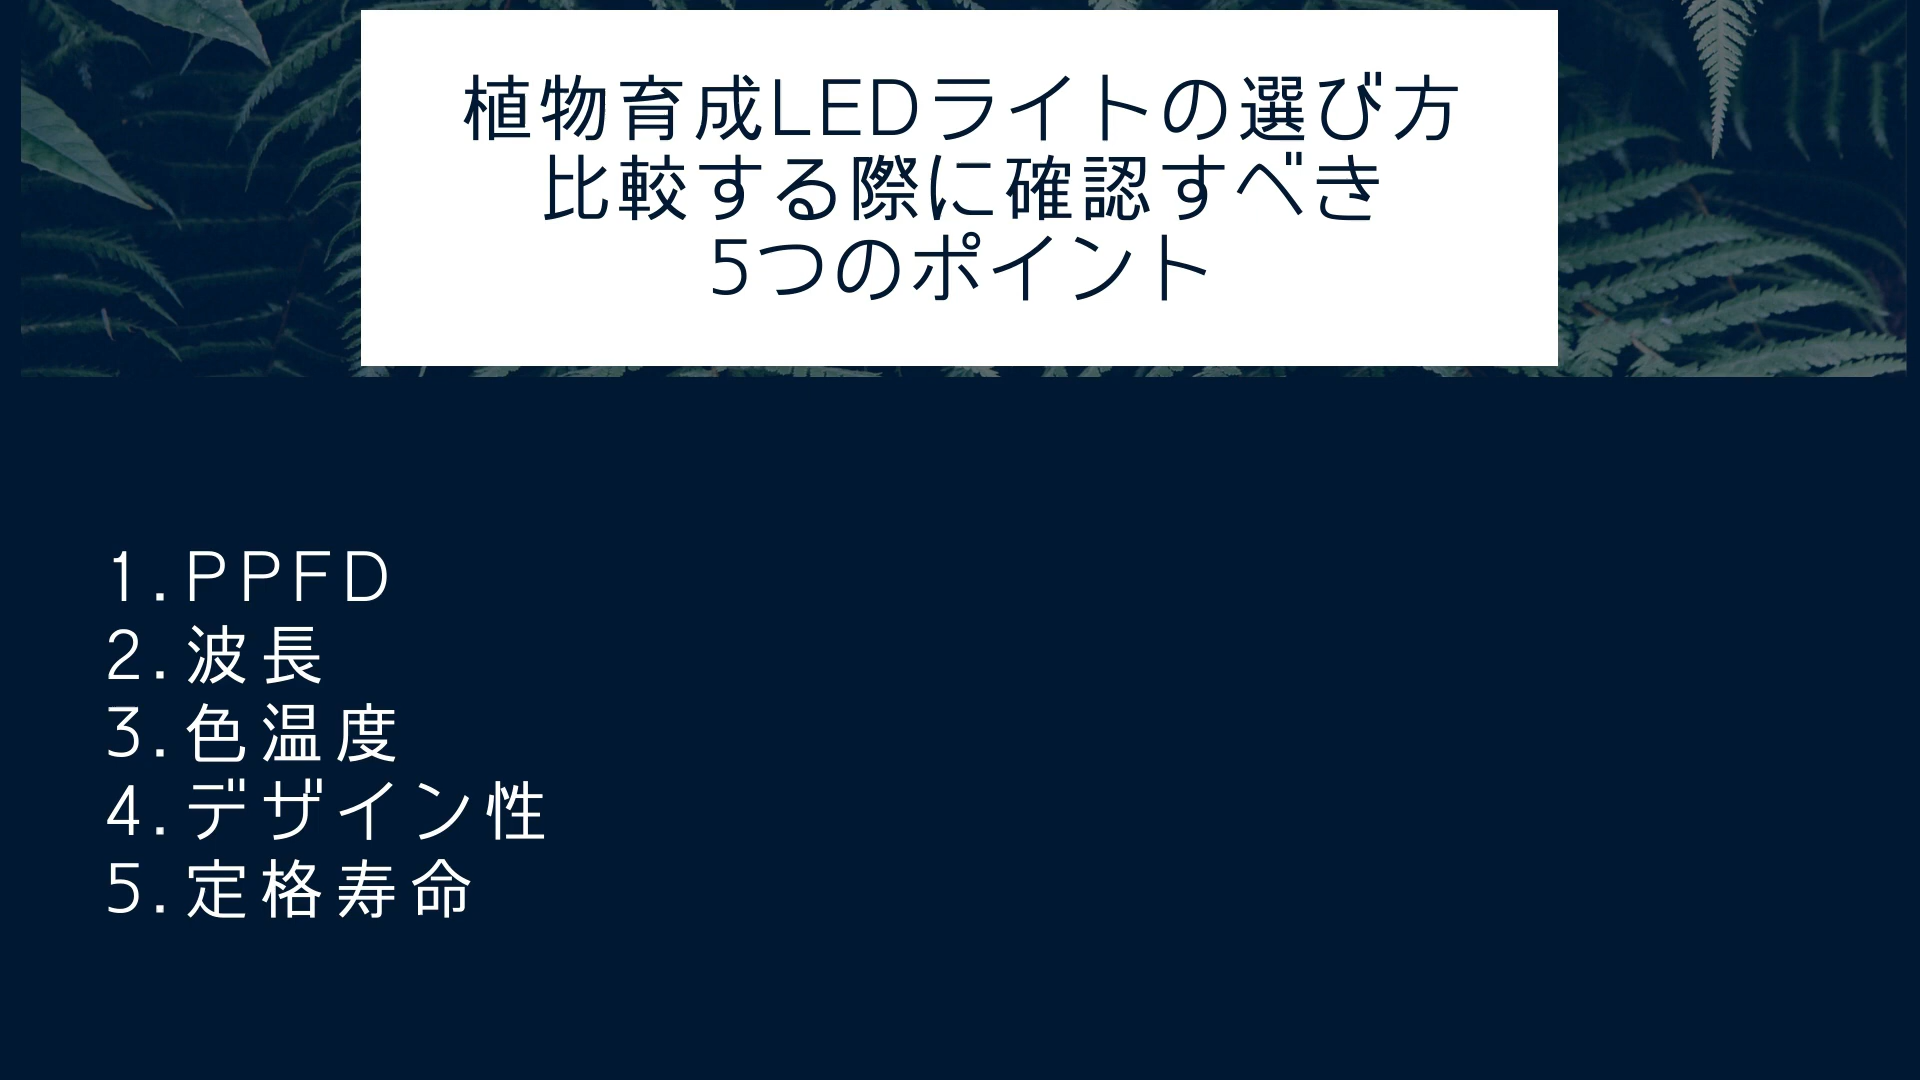 植物育成LEDライトの選び方
比較する際に確認すべき
5つのポイント
1.PPFD
2.波長
3.色温度
4.デザイン性
5.定格寿命